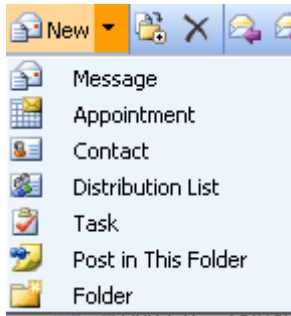 New
Message
Appointment
Contact
Distribution List
Task
Post in This Folder
Folder